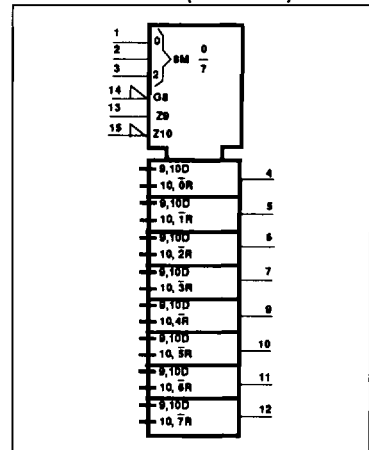 1
0
2
8M 0/7
3
2
14
G8
13
Z9
15
Z10
9,10D
4
10, 0̅R
9,10D
5
10, 1̅R
9,10D
6
10, 2̅R
9,10D
7
10, 3̅R
9,10D
9
10,4̅R
9,10D
10
10, 5̅R
9,10D
11
10, 6̅R
9,10D
12
10, 7̅R